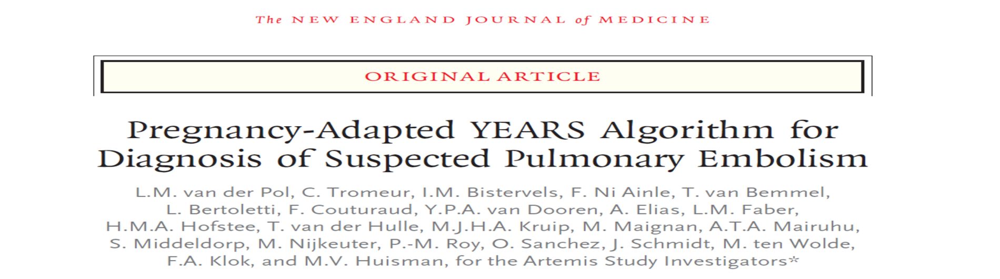 The NEW ENGLAND JOURNAL of MEDICINE
ORIGINAL ARTICLE
Pregnancy-Adapted YEARS Algorithm for
Diagnosis of Suspected Pulmonary Embolism
L.M. van der Pol, C. Tromeur, I.M. Bistervels, F. Ni Ainle, T. van Bemmel,
L. Bertoletti, F. Couturaud, Y.P.A. van Dooren, A. Elias, L.M. Faber,
H.M.A. Hofstee, T. van der Hulle, M.J.H.A. Kruip, M. Maignan, A.T.A. Mairuhu,
S. Middeldorp, M. Nijkeuter, P.-M. Roy, O. Sanchez, J. Schmidt, M. ten Wolde,
F.A. Klok, and M.V. Huisman, for the Artemis Study Investigators*